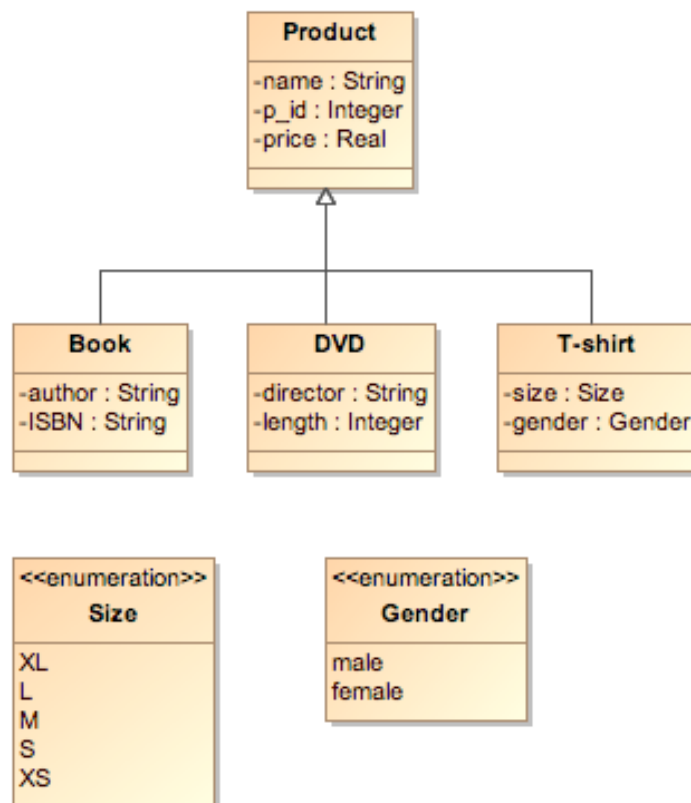 Product
-name : String
-p_id : Integer
-price : Real
Book
-author : String
-ISBN : String
DVD
-director : String
-length : Integer
T-shirt
-size : Size
-gender : Gender
<<enumeration>>
Size
XL
L
M
S
XS
<<enumeration>>
Gender
male
female